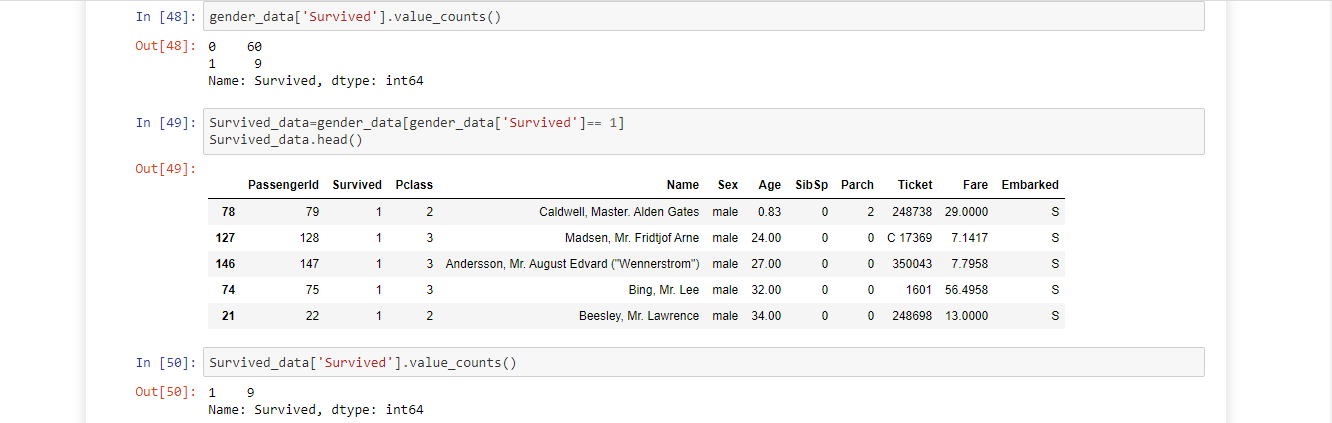 In [48]: gender_data['Survived'].value_counts()
Out[48]: 0    60
1     9
Name: Survived, dtype: int64
In [49]: Survived_data=gender_data[gender_data['Survived']== 1]
Survived_data.head()
Out[49]:
PassengerId Survived Pclass Name Sex Age SibSp Parch Ticket Fare Embarked
78 79 1 2 Caldwell, Master. Alden Gates male 0.83 0 2 248738 29.0000 S
127 128 1 3 Madsen, Mr. Fridtjof Arne male 24.00 0 0 C 17369 7.1417 S
146 147 1 3 Andersson, Mr. August Edvard ("Wennerstrom") male 27.00 0 0 350043 7.7958 S
74 75 1 3 Bing, Mr. Lee male 32.00 0 0 1601 56.4958 S
21 22 1 2 Beesley, Mr. Lawrence male 34.00 0 0 248698 13.0000 S
In [50]: Survived_data['Survived'].value_counts()
Out[50]: 1    9
Name: Survived, dtype: int64